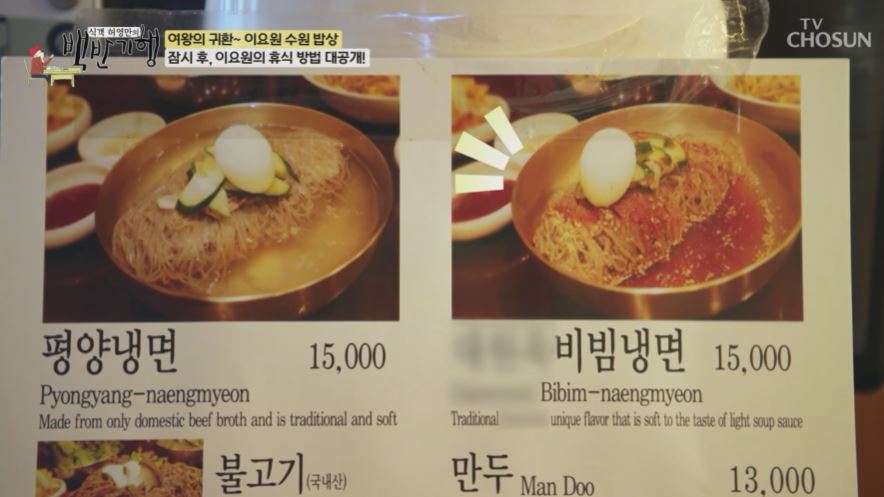 식객 허영만의
백반기행
여왕의 귀환~ 이요원 수원 밥상
잠시 후, 이요원의 휴식 방법 대공개!
TV
CHOSUN
평양냉면 15,000
Pyongyang-naengmyeon
Made from only domestic beef broth and is traditional and soft
비빔냉면 15,000
Bibim-naengmyeon
Traditional unique flavor that is soft to the taste of light soup sauce
불고기(국내산)
만두 Man Doo 13,000